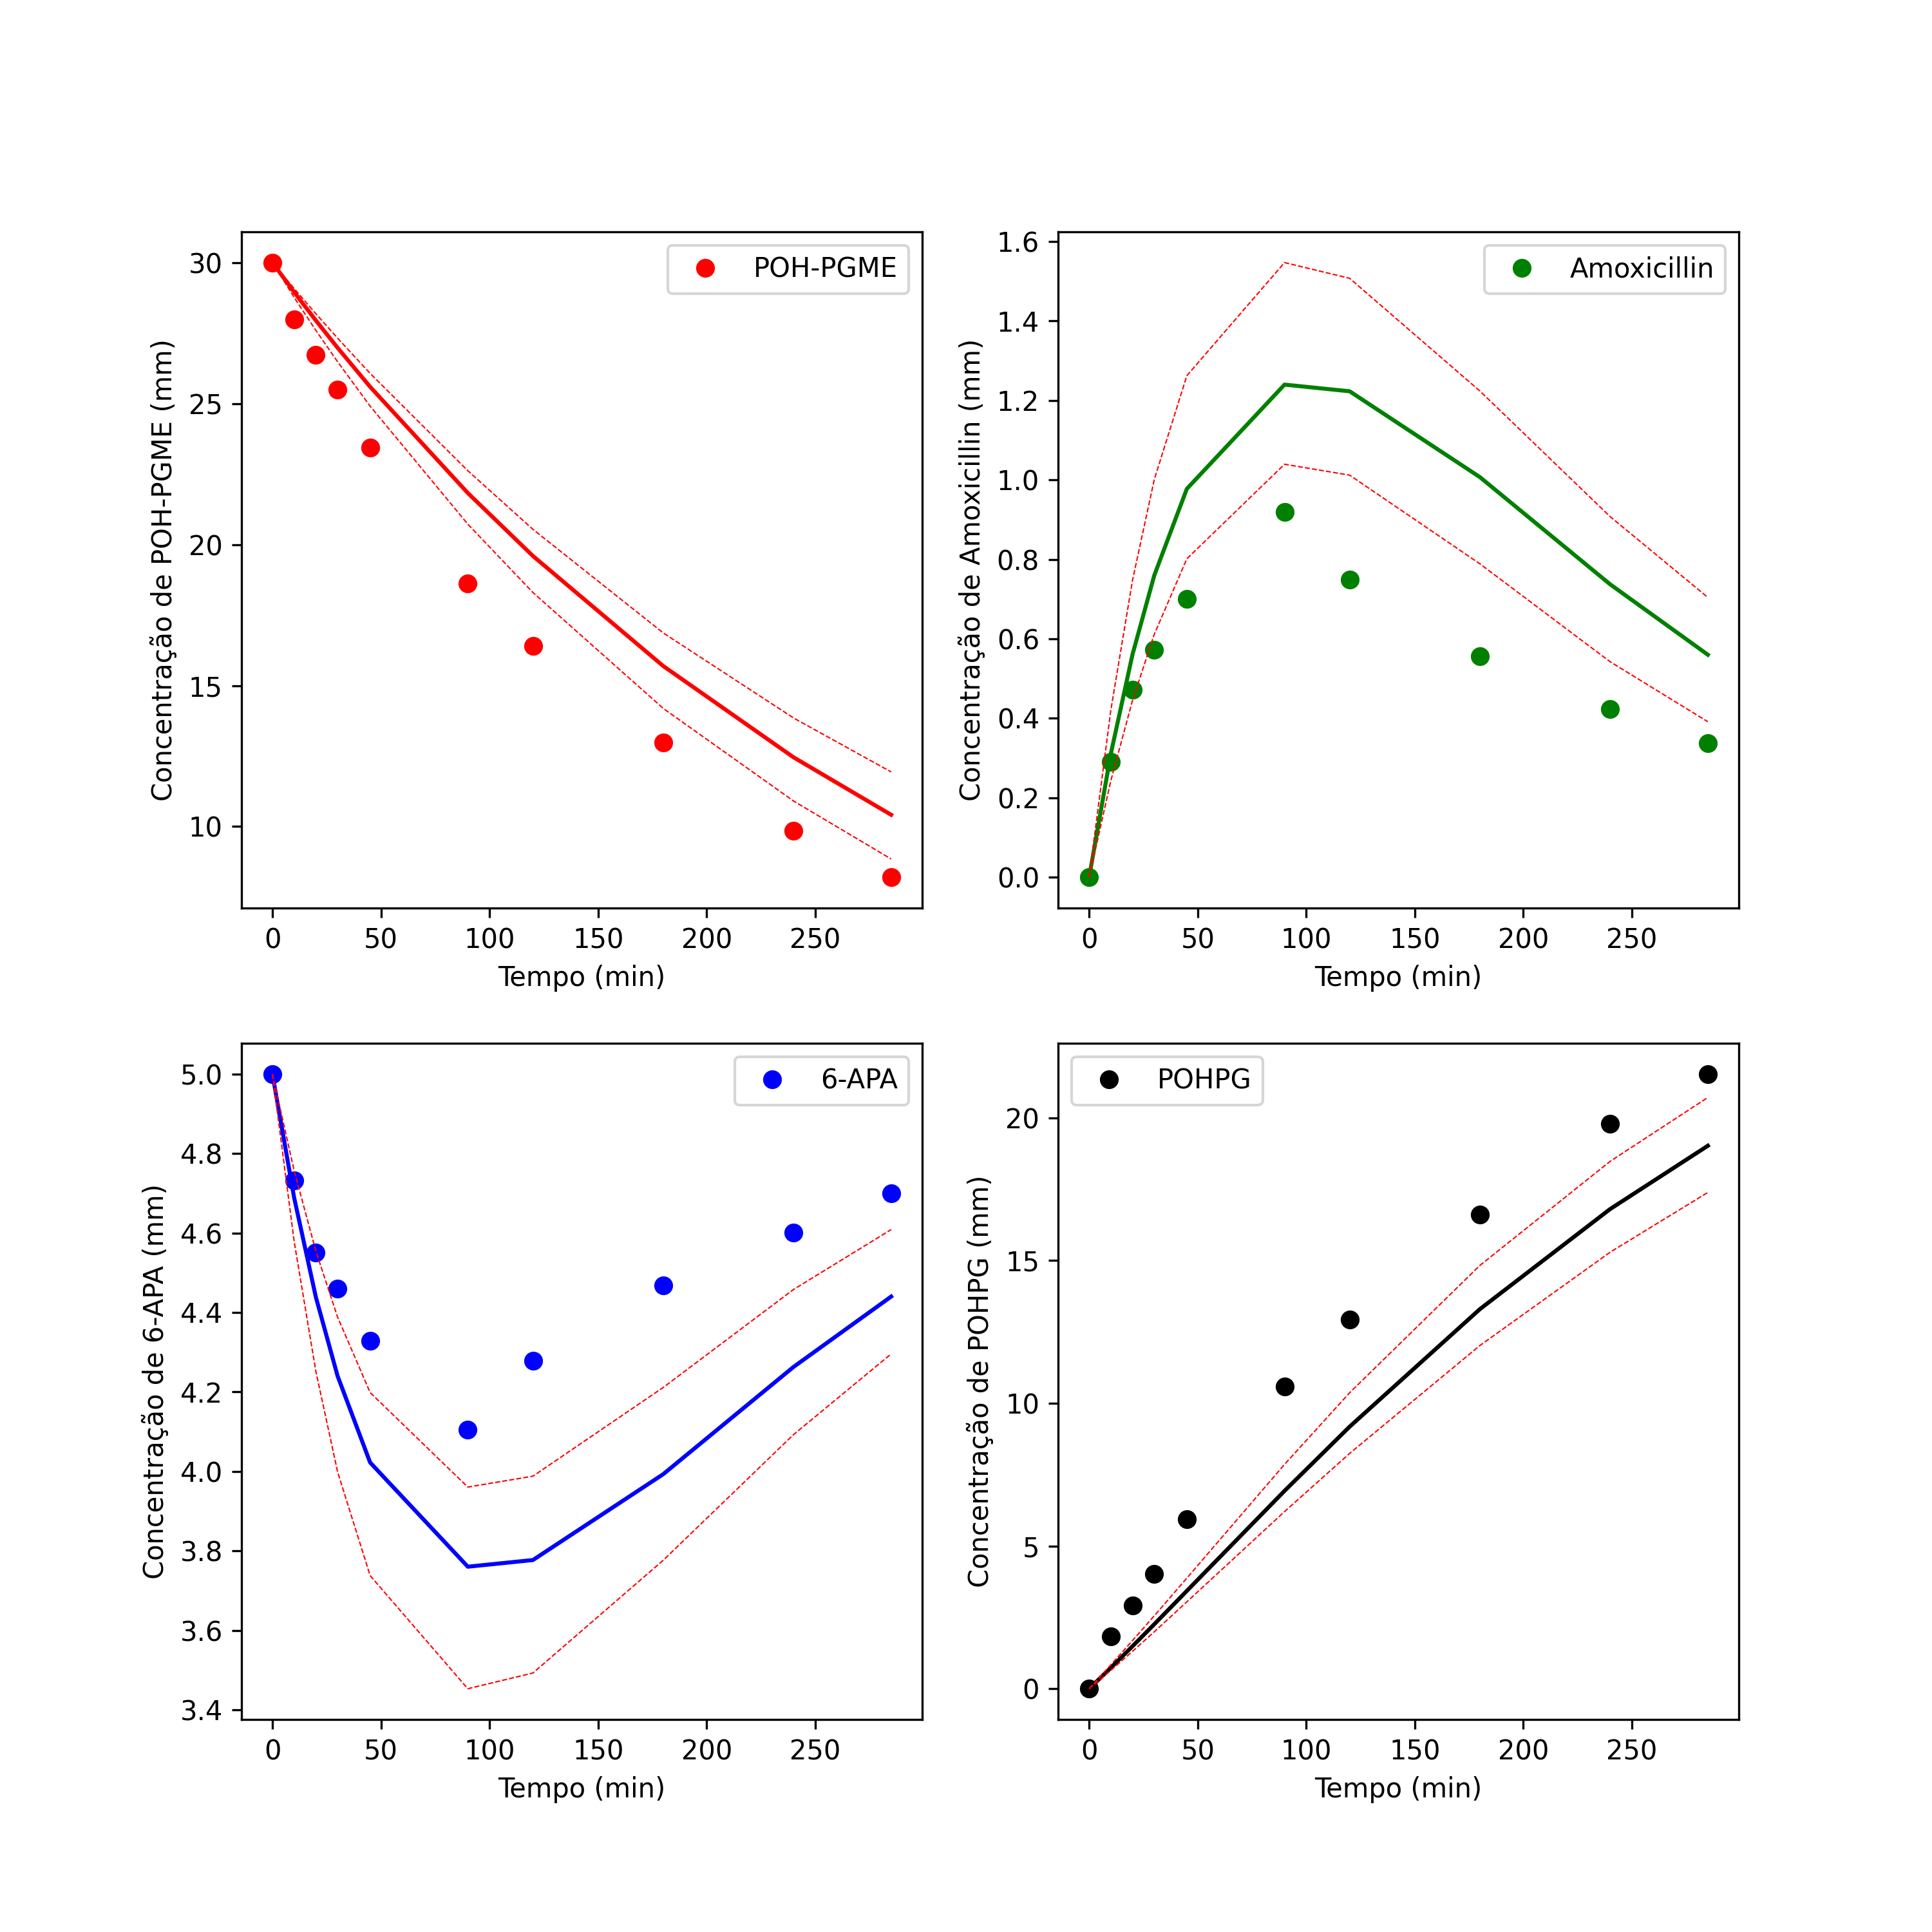 POH-PGME
Concentração de POH-PGME (mm)
30
25
20
15
10
0 50 100 150 200 250
Tempo (min)
Amoxicillin
Concentração de Amoxicillin (mm)
1.6
1.4
1.2
1.0
0.8
0.6
0.4
0.2
0.0
0 50 100 150 200 250
Tempo (min)
6-APA
Concentração de 6-APA (mm)
5.0
4.8
4.6
4.4
4.2
4.0
3.8
3.6
3.4
0 50 100 150 200 250
Tempo (min)
POHPG
Concentração de POHPG (mm)
20
15
10
5
0
0 50 100 150 200 250
Tempo (min)